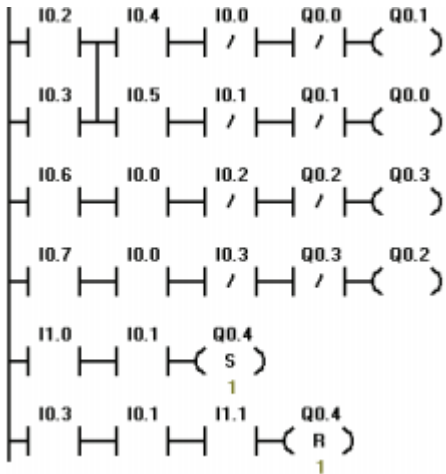 I0.2 I0.4 I0.0 Q0.0 Q0.1
/ /
I0.3 I0.5 I0.1 Q0.1 Q0.0
/ /
I0.6 I0.0 I0.2 Q0.2 Q0.3
/ /
I0.7 I0.0 I0.3 Q0.3 Q0.2
/ /
I1.0 I0.1 Q0.4
S
1
I0.3 I0.1 I1.1 Q0.4
R
1